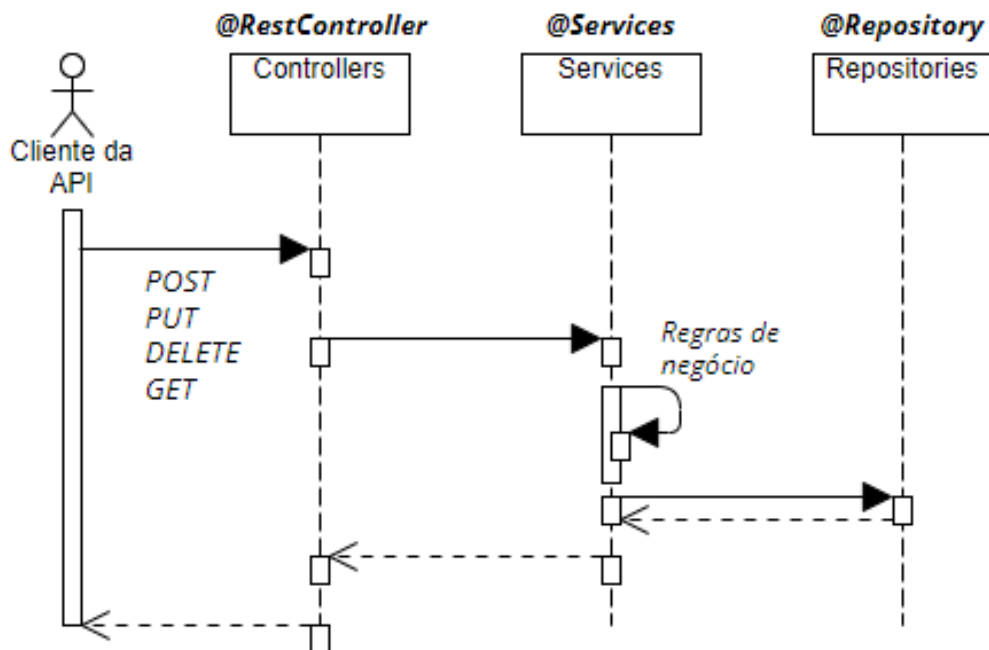 @RestController
@Services
@Repository
Controllers
Services
Repositories
Cliente da
API
POST
PUT
DELETE
GET
Regras de
negócio